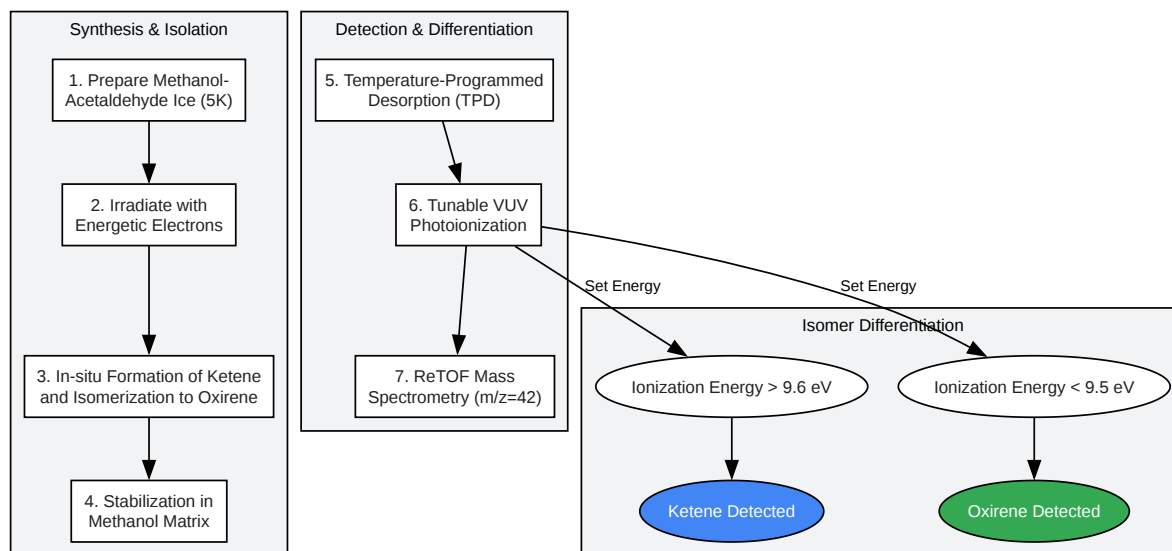 Synthesis & Isolation
1. Prepare Methanol-
Acetaldehyde Ice (5K)
2. Irradiate with
Energetic Electrons
3. In-situ Formation of Ketene
and Isomerization to Oxirene
4. Stabilization in
Methanol Matrix
Detection & Differentiation
5. Temperature-Programmed
Desorption (TPD)
6. Tunable VUV
Photoionization
7. ReTOF Mass
Spectrometry (m/z=42)
Set Energy
Set Energy
Isomer Differentiation
Ionization Energy > 9.6 eV
Ionization Energy < 9.5 eV
Ketene Detected
Oxirene Detected